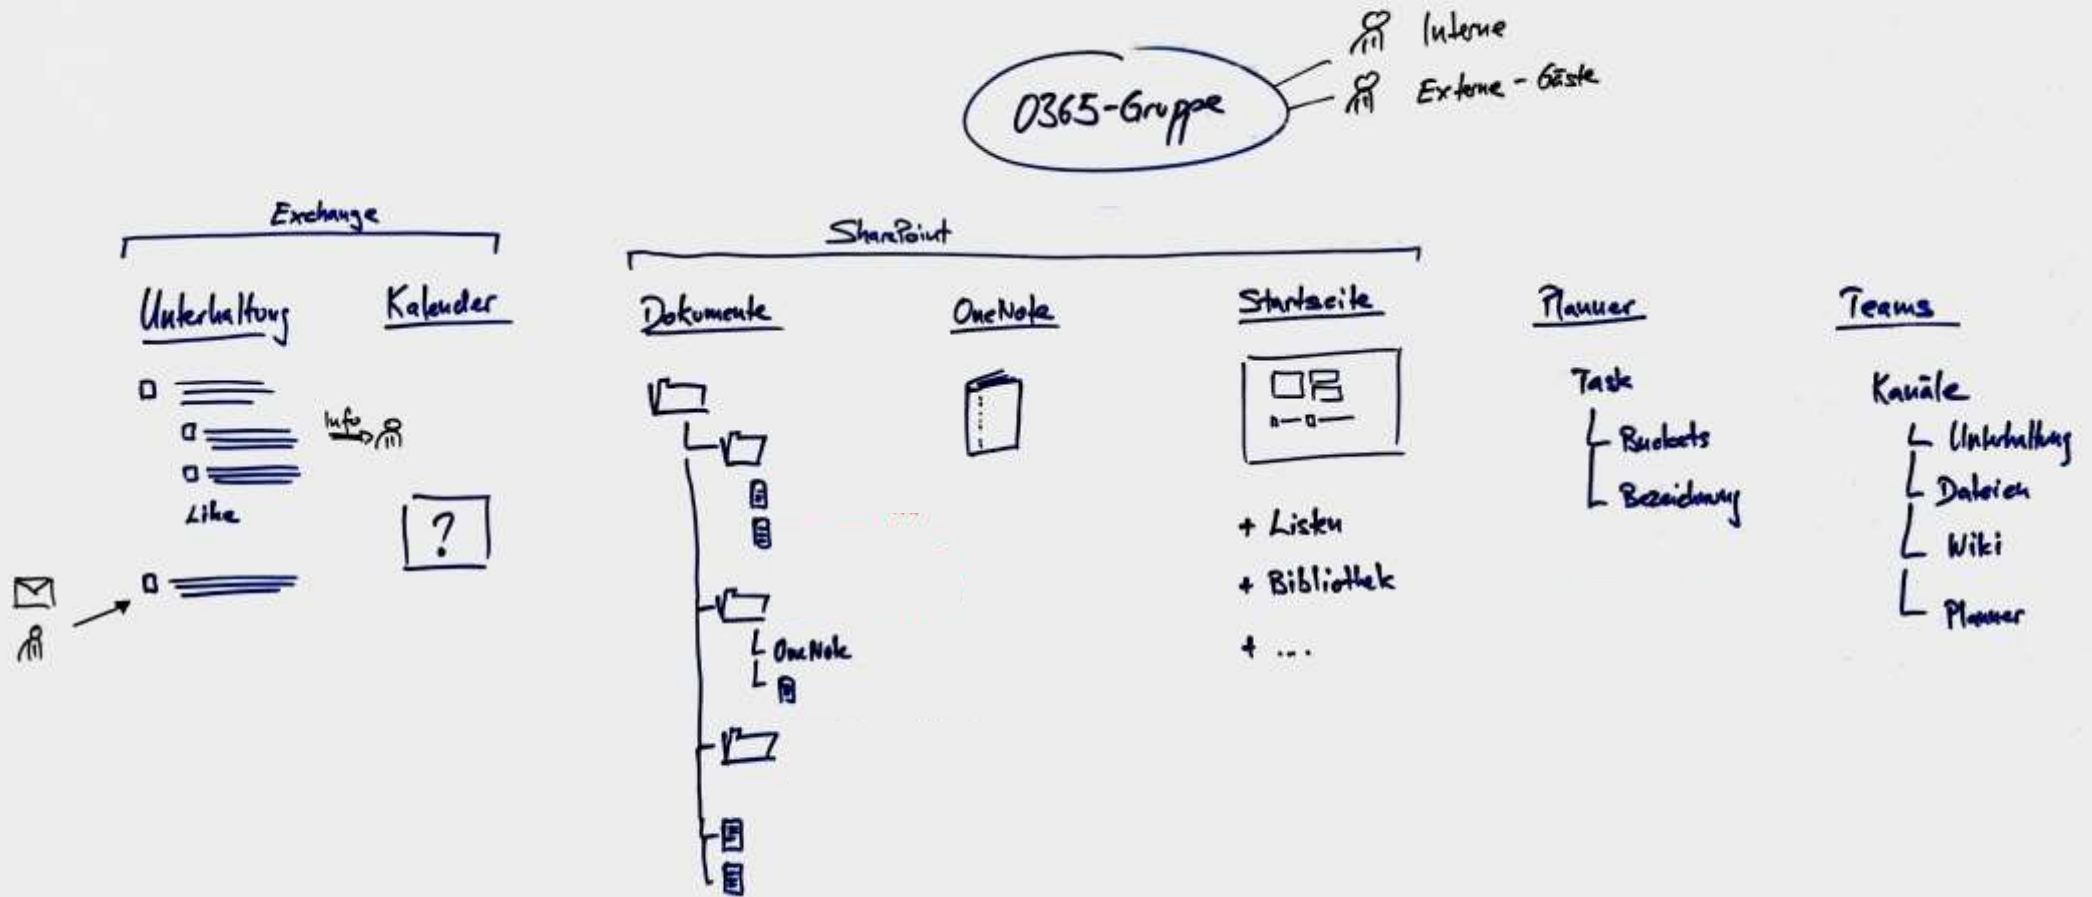 Interne
Externe - Gäste
O365-Gruppe
Exchange
SharePoint
Unterhaltung
Kalender
Dokumente
OneNote
Startseite
Planner
Teams
Info
Like
?
OneNote
+ Listen
+ Bibliothek
+ ...
Task
Buckets
Bezeichnung
Kanäle
Unterhaltung
Dateien
Wiki
Planner